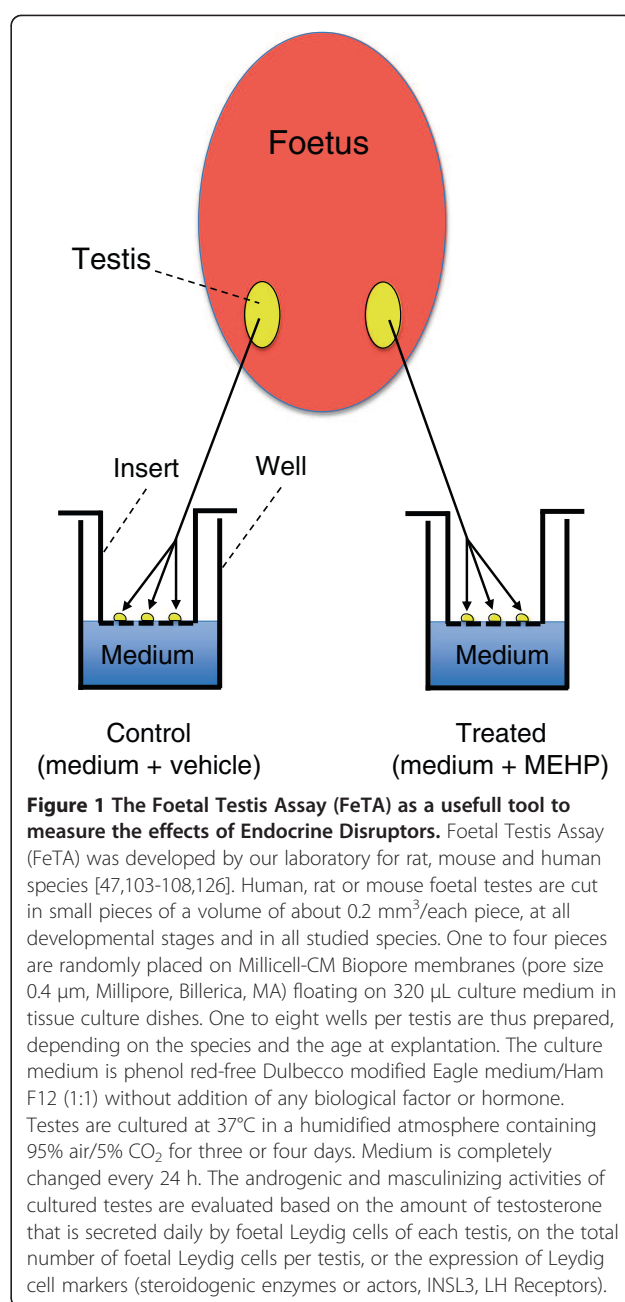 Foetus
Testis
Insert
Well
Medium
Medium
Control
(medium + vehicle)
Treated
(medium + MEHP)
Figure 1 The Foetal Testis Assay (FeTA) as a usefull tool to
measure the effects of Endocrine Disruptors. Foetal Testis Assay
(FeTA) was developed by our laboratory for rat, mouse and human
species [47,103-108,126]. Human, rat or mouse foetal testes are cut
in small pieces of a volume of about 0.2 mm³/each piece, at all
developmental stages and in all studied species. One to four pieces
are randomly placed on Millicell-CM Biopore membranes (pore size
0.4 μm, Millipore, Billerica, MA) floating on 320 μL culture medium in
tissue culture dishes. One to eight wells per testis are thus prepared,
depending on the species and the age at explantation. The culture
medium is phenol red-free Dulbecco modified Eagle medium/Ham
F12 (1:1) without addition of any biological factor or hormone.
Testes are cultured at 37°C in a humidified atmosphere containing
95% air/5% CO₂ for three or four days. Medium is completely
changed every 24 h. The androgenic and masculinizing activities of
cultured testes are evaluated based on the amount of testosterone
that is secreted daily by foetal Leydig cells of each testis, on the total
number of foetal Leydig cells per testis, or the expression of Leydig
cell markers (steroidogenic enzymes or actors, INSL3, LH Receptors).